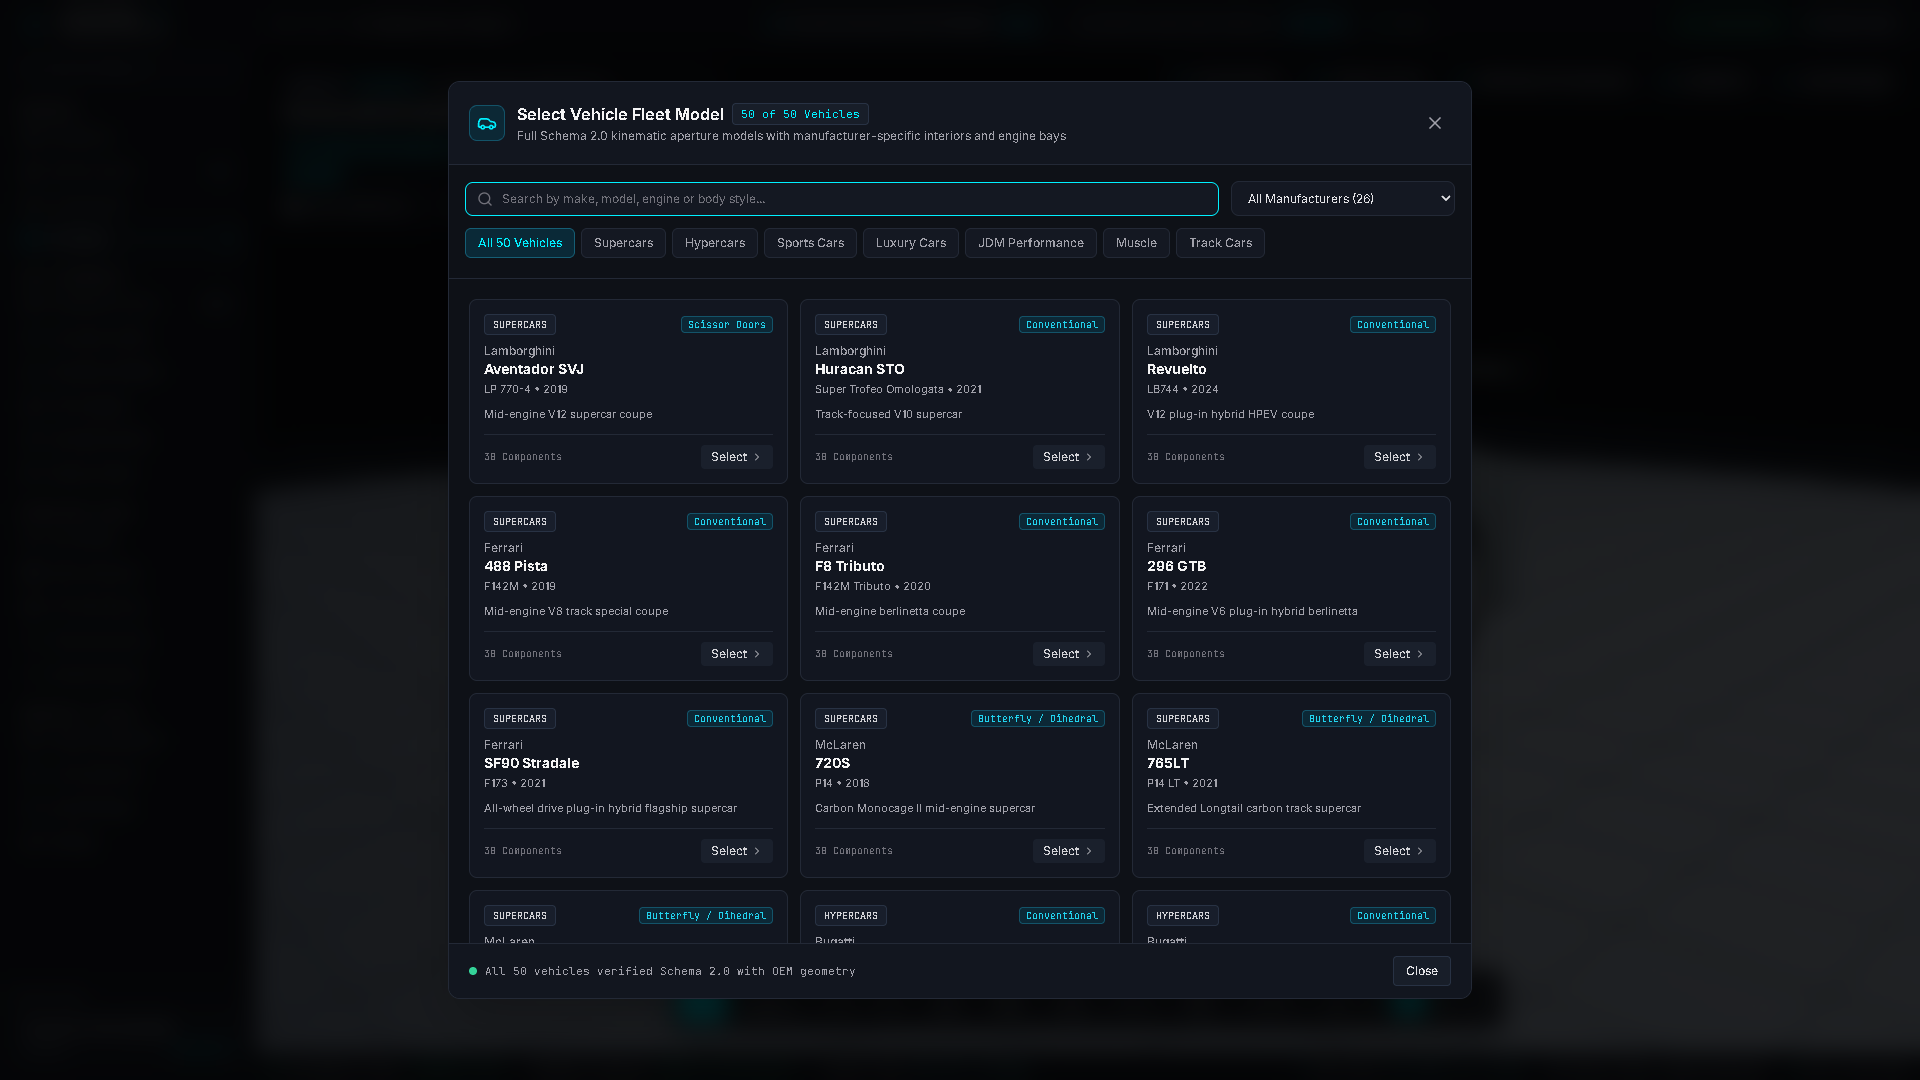 Select Vehicle Fleet Model
50 of 50 Vehicles
Full Schema 2.0 kinematic aperture models with manufacturer-specific interiors and engine bays
Search by make, model, engine or body style...
All Manufacturers (26)
All 50 Vehicles
Supercars
Hypercars
Sports Cars
Luxury Cars
JDM Performance
Muscle
Track Cars
SUPERCARS
Scissor Doors
Lamborghini
Aventador SVJ
LP 770-4 • 2019
Mid-engine V12 supercar coupe
38 Components
Select
SUPERCARS
Conventional
Lamborghini
Huracan STO
Super Trofeo Omologata • 2021
Track-focused V10 supercar
38 Components
Select
SUPERCARS
Conventional
Lamborghini
Revuelto
LB744 • 2024
V12 plug-in hybrid HPEV coupe
38 Components
Select
SUPERCARS
Conventional
Ferrari
488 Pista
F142M • 2019
Mid-engine V8 track special coupe
38 Components
Select
SUPERCARS
Conventional
Ferrari
F8 Tributo
F142M Tributo • 2020
Mid-engine berlinetta coupe
38 Components
Select
SUPERCARS
Conventional
Ferrari
296 GTB
F171 • 2022
Mid-engine V6 plug-in hybrid berlinetta
38 Components
Select
SUPERCARS
Conventional
Ferrari
SF90 Stradale
F173 • 2021
All-wheel drive plug-in hybrid flagship supercar
38 Components
Select
SUPERCARS
Butterfly / Dihedral
McLaren
720S
P14 • 2018
Carbon Monocage II mid-engine supercar
38 Components
Select
SUPERCARS
Butterfly / Dihedral
McLaren
765LT
P14 LT • 2021
Extended Longtail carbon track supercar
38 Components
Select
SUPERCARS
Butterfly / Dihedral
McLaren
HYPERCARS
Conventional
Bugatti
HYPERCARS
Conventional
Bugatti
All 50 vehicles verified Schema 2.0 with OEM geometry
Close